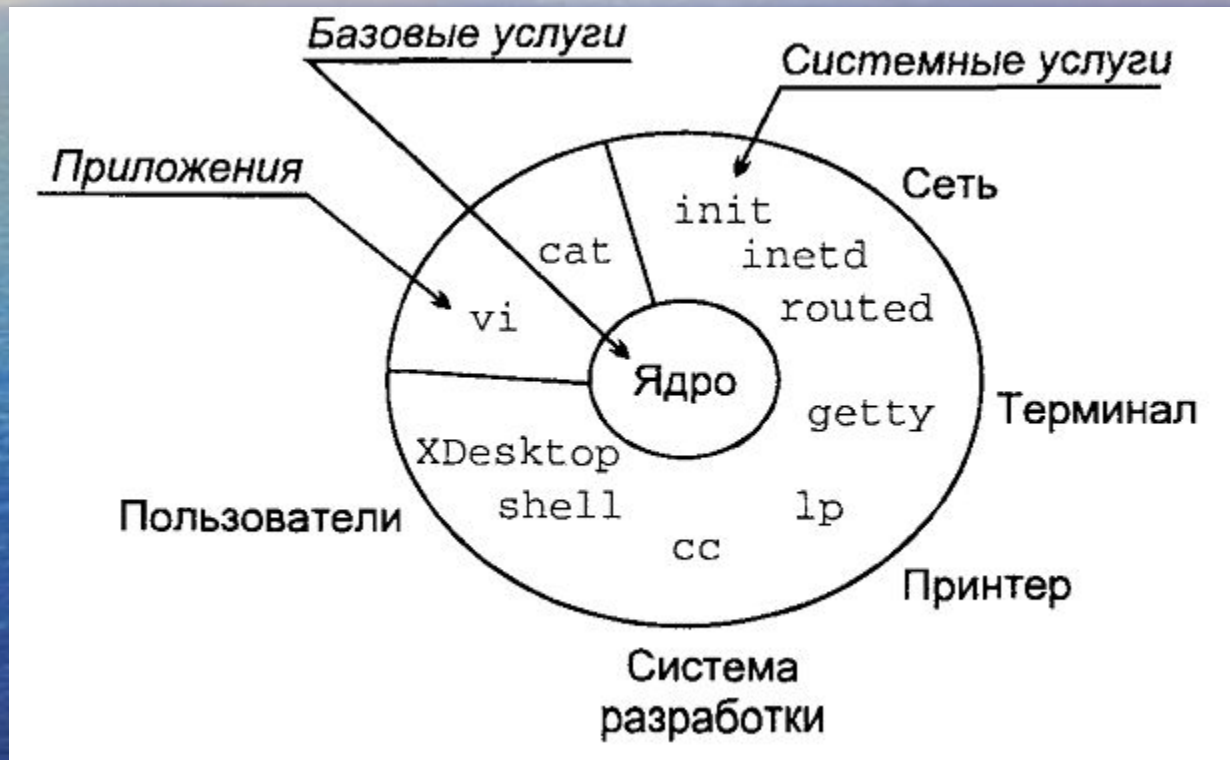 Базовые услуги
Системные услуги
Приложения
Сеть
init
cat
inetd
routed
vi
Ядро
getty
Терминал
XDesktop
shell
lp
Пользователи
cc
Принтер
Система
разработки